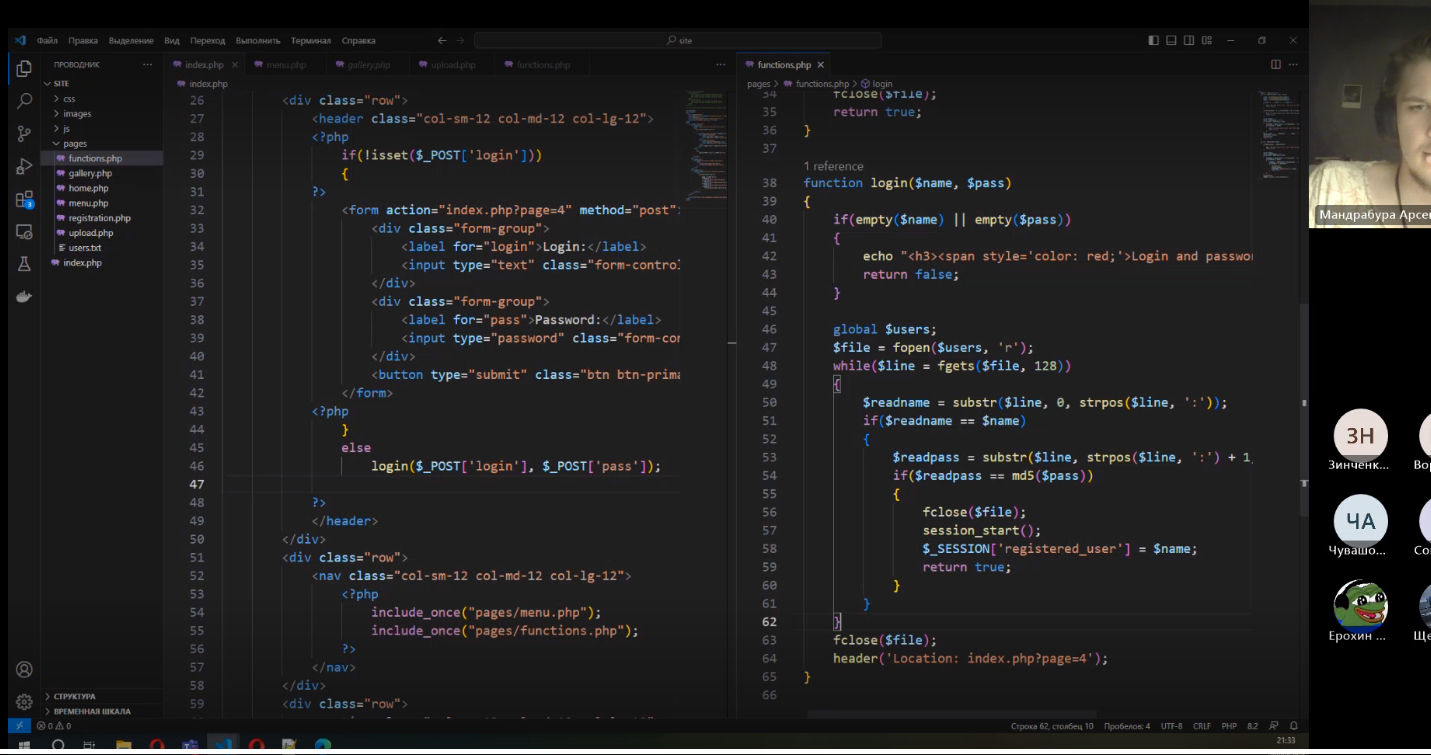 Файл Правка Выделение Вид Переход Выполнить Терминал Справка
site
ПРОВОДНИК
SITE
css
images
js
pages
functions.php
gallery.php
home.php
menu.php
registration.php
upload.php
users.txt
index.php
СТРУКТУРА
ВРЕМЕННАЯ ШКАЛА
index.php menu.php gallery.php upload.php functions.php
index.php
26 <div class="row">
27 <header class="col-sm-12 col-md-12 col-lg-12">
28 <?php
29 if(!isset($_POST['login']))
30 {
31 ?>
32 <form action="index.php?page=4" method="post">
33 <div class="form-group">
34 <label for="login">Login:</label>
35 <input type="text" class="form-control
36 </div>
37 <div class="form-group">
38 <label for="pass">Password:</label>
39 <input type="password" class="form-con
40 </div>
41 <button type="submit" class="btn btn-prima
42 </form>
43 <?php
44 }
45 else
46 login($_POST['login'], $_POST['pass']);
47
48 ?>
49 </header>
50 </div>
51 <div class="row">
52 <nav class="col-sm-12 col-md-12 col-lg-12">
53 <?php
54 include_once("pages/menu.php");
55 include_once("pages/functions.php");
56 ?>
57 </nav>
58 </div>
59 <div class="row">
functions.php
pages > functions.php > login
34 fclose($file);
35 return true;
36 }
37
1 reference
38 function login($name, $pass)
39 {
40 if(empty($name) || empty($pass))
41 {
42 echo "<h3><span style='color: red;'>Login and passwor
43 return false;
44 }
45
46 global $users;
47 $file = fopen($users, 'r');
48 while($line = fgets($file, 128))
49 {
50 $readname = substr($line, 0, strpos($line, ':'));
51 if($readname == $name)
52 {
53 $readpass = substr($line, strpos($line, ':') + 1,
54 if($readpass == md5($pass))
55 {
56 fclose($file);
57 session_start();
58 $_SESSION['registered_user'] = $name;
59 return true;
60 }
61 }
62 }
63 fclose($file);
64 header('Location: index.php?page=4');
65 }
66
0 0
Строка 62, столбец 10 Пробелов: 4 UTF-8 CRLF PHP 8.2
21:33
Мандрабура Арсе
ЗН
Зинченк... Вор
ЧА
Чувашо...
Ерохин ... Ще